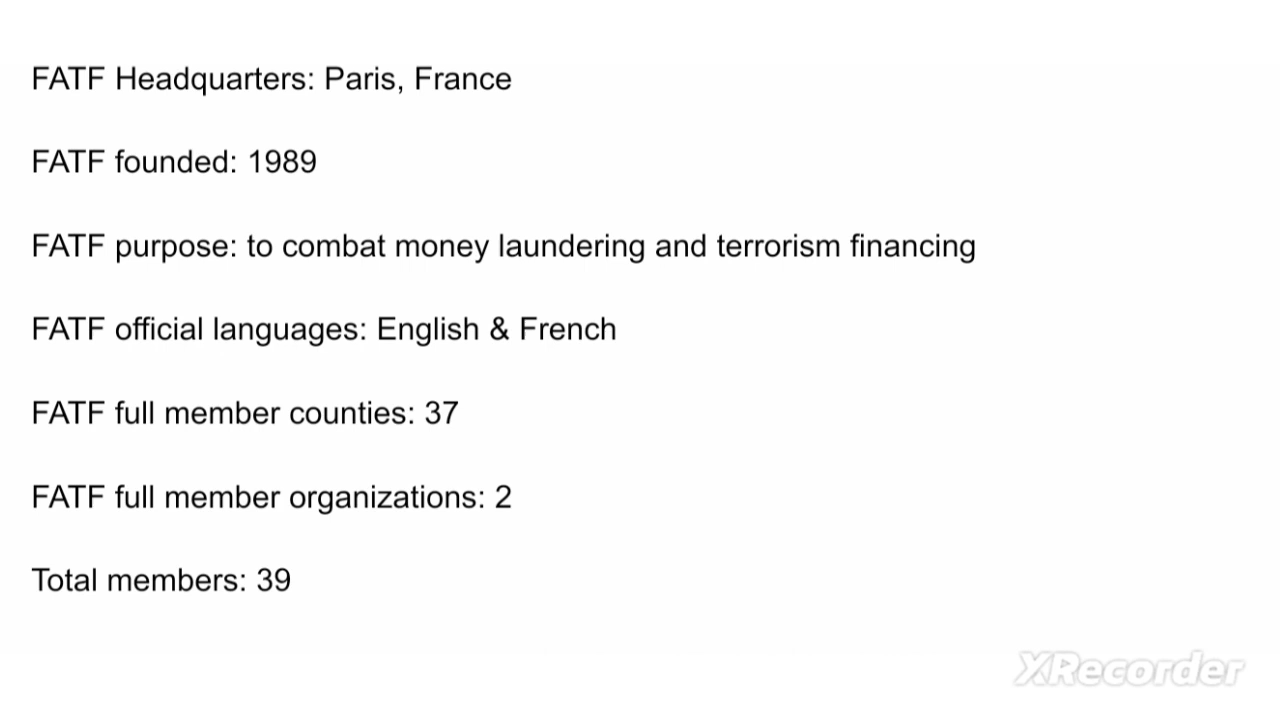 FATF Headquarters: Paris, France
FATF founded: 1989
FATF purpose: to combat money laundering and terrorism financing
FATF official languages: English & French
FATF full member counties: 37
FATF full member organizations: 2
Total members: 39
XRecorder